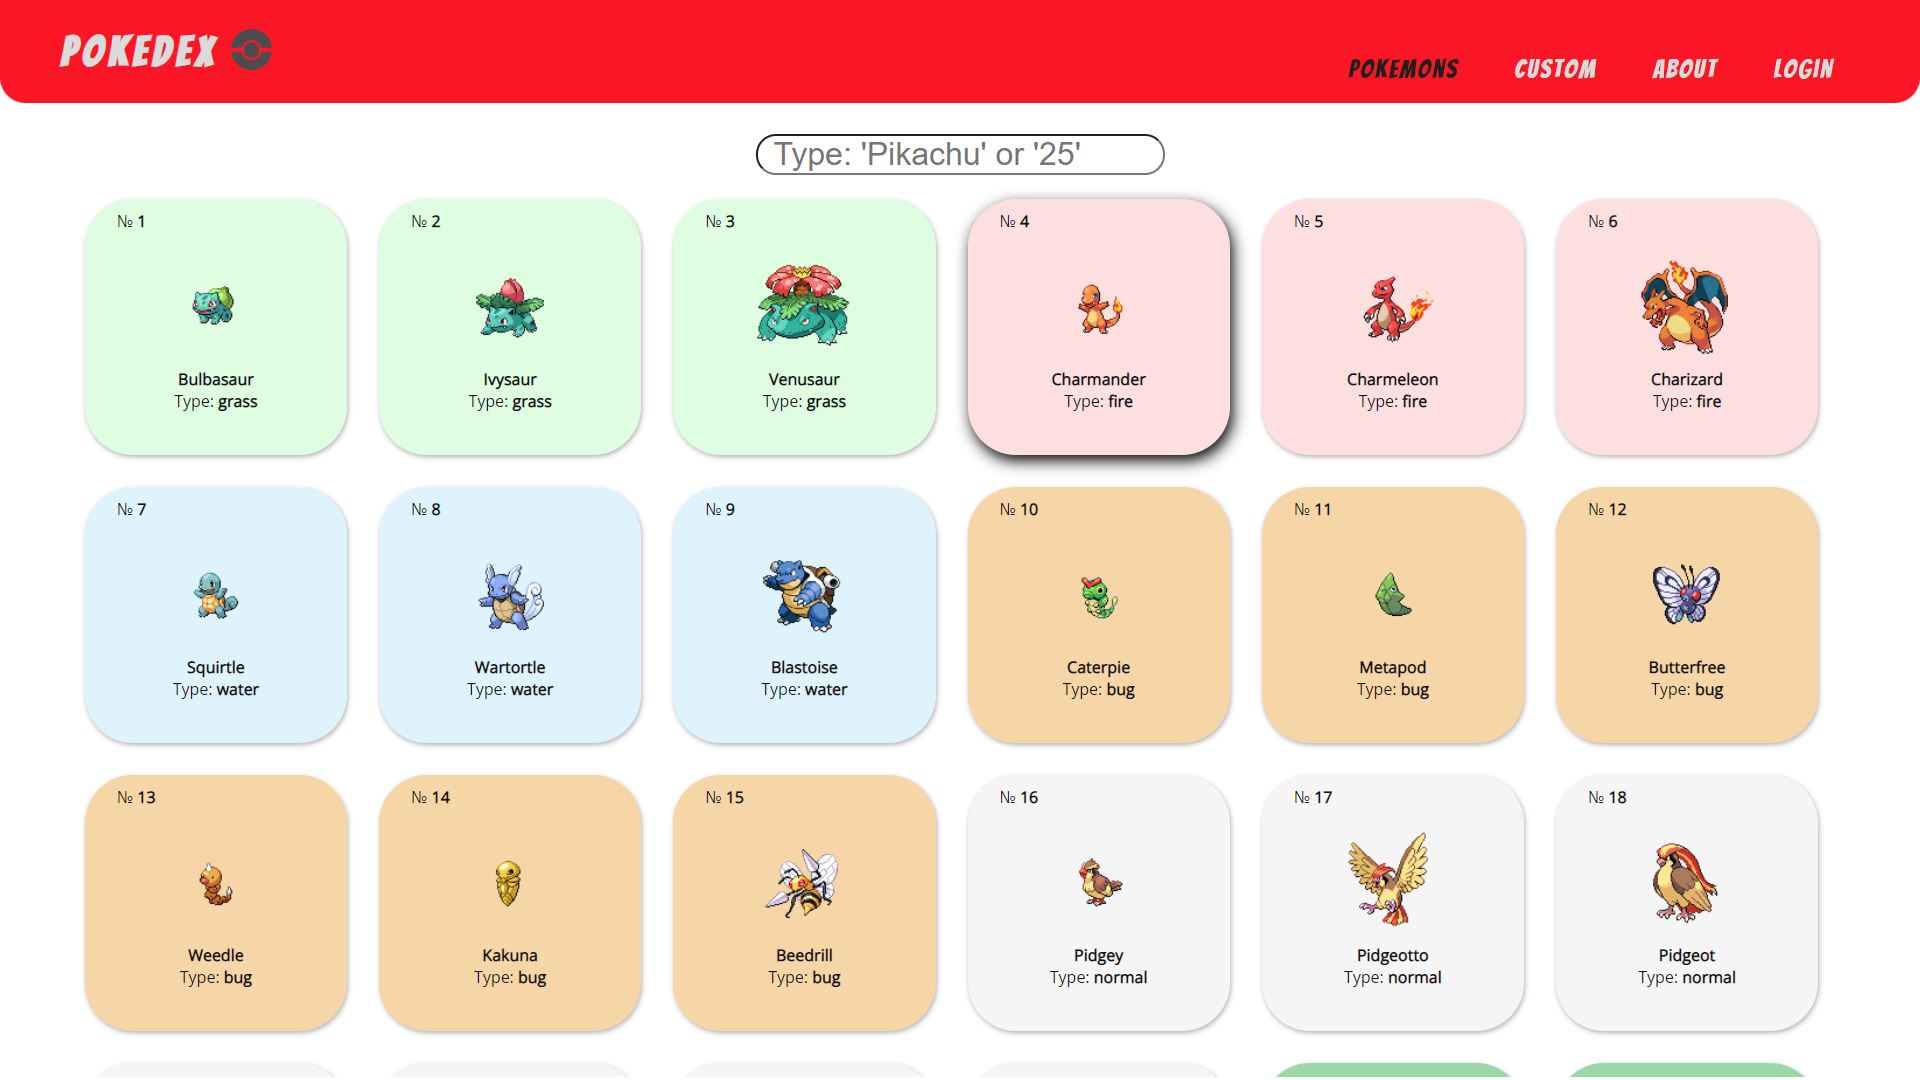 POKEDEX
POKEMONS CUSTOM ABOUT LOGIN
Type: 'Pikachu' or '25'
№ 1
Bulbasaur
Type: grass
№ 2
Ivysaur
Type: grass
№ 3
Venusaur
Type: grass
№ 4
Charmander
Type: fire
№ 5
Charmeleon
Type: fire
№ 6
Charizard
Type: fire
№ 7
Squirtle
Type: water
№ 8
Wartortle
Type: water
№ 9
Blastoise
Type: water
№ 10
Caterpie
Type: bug
№ 11
Metapod
Type: bug
№ 12
Butterfree
Type: bug
№ 13
Weedle
Type: bug
№ 14
Kakuna
Type: bug
№ 15
Beedrill
Type: bug
№ 16
Pidgey
Type: normal
№ 17
Pidgeotto
Type: normal
№ 18
Pidgeot
Type: normal